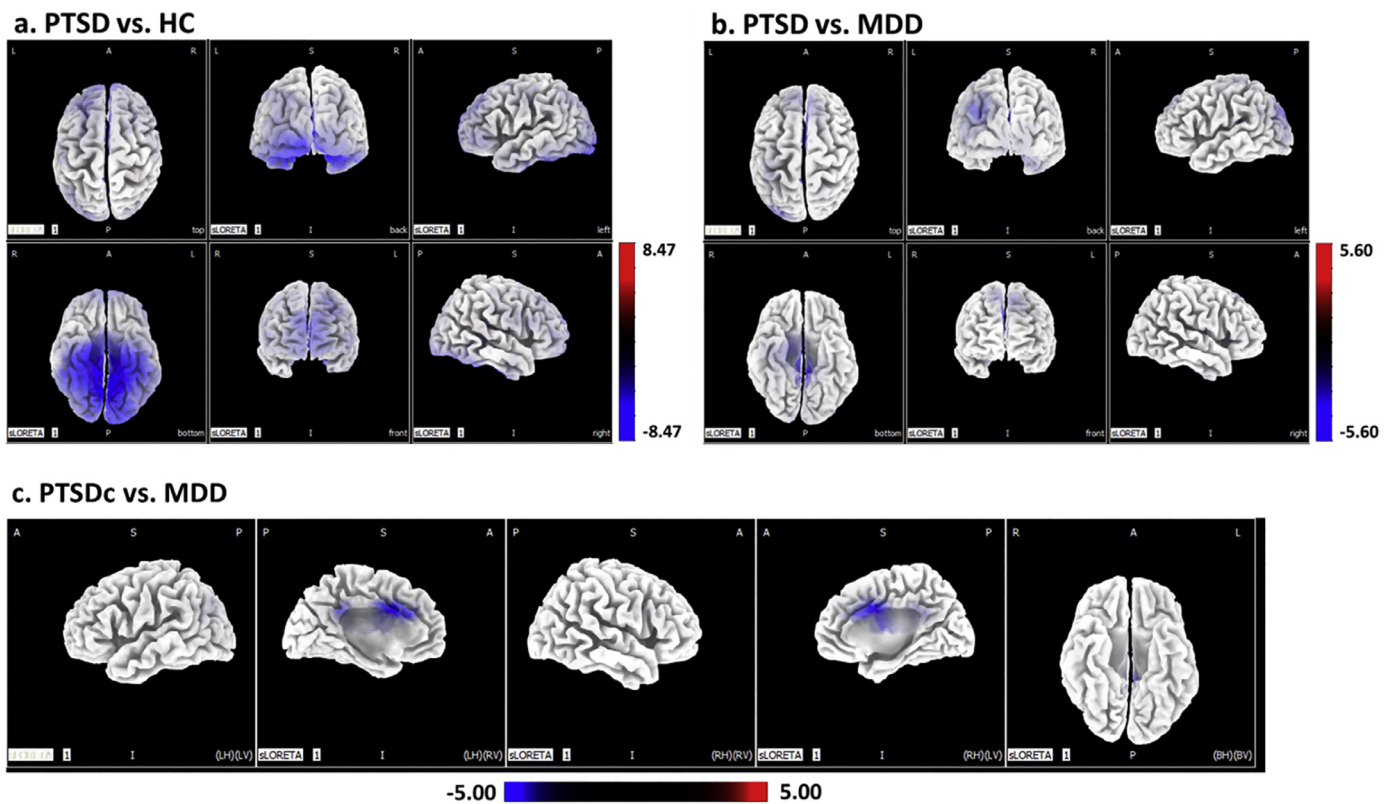 a. PTSD vs. HC
L A R
L S R
A S P
P top
sLORETA 1 I back
sLORETA 1 I left
R A L
R S L
P S A
sLORETA 1 P bottom
sLORETA 1 I front
sLORETA 1 I right
8.47
-8.47
b. PTSD vs. MDD
L A R
L S R
A S P
1 P top
sLORETA 1 I back
sLORETA 1 I left
R A L
R S L
P S A
sLORETA 1 P bottom
sLORETA 1 I front
sLORETA 1 I right
5.60
-5.60
c. PTSDc vs. MDD
A S P
P S A
P S A
A S P
R A L
1 I (LH)(LV)
sLORETA 1 I (LH)(RV)
sLORETA 1 I (RH)(RV)
sLORETA 1 I (RH)(LV)
sLORETA 1 P (BH)(BV)
-5.00 5.00